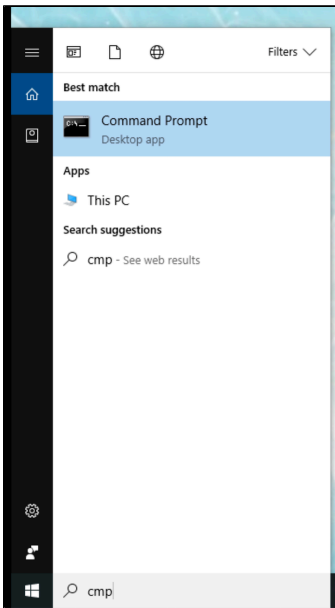 Filters
Best match
C:\_
Command Prompt
Desktop app
Apps
This PC
Search suggestions
cmp - See web results
cmp